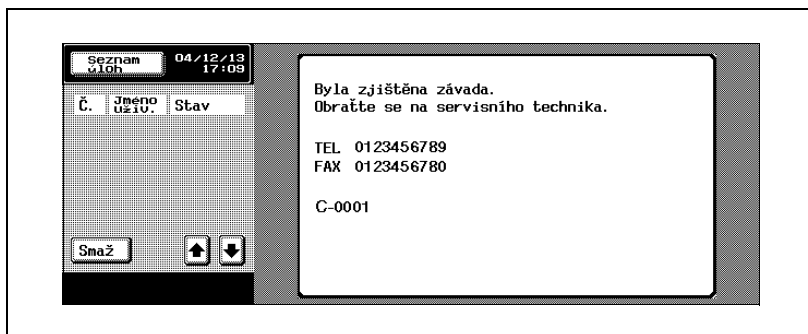 Seznam
úloh
04/12/13
17:09
Č.
Jméno
uživ.
Stav
Smaž
Byla zjištěna závada.
Obraťte se na servisního technika.
TEL 0123456789
FAX 0123456780
C-0001